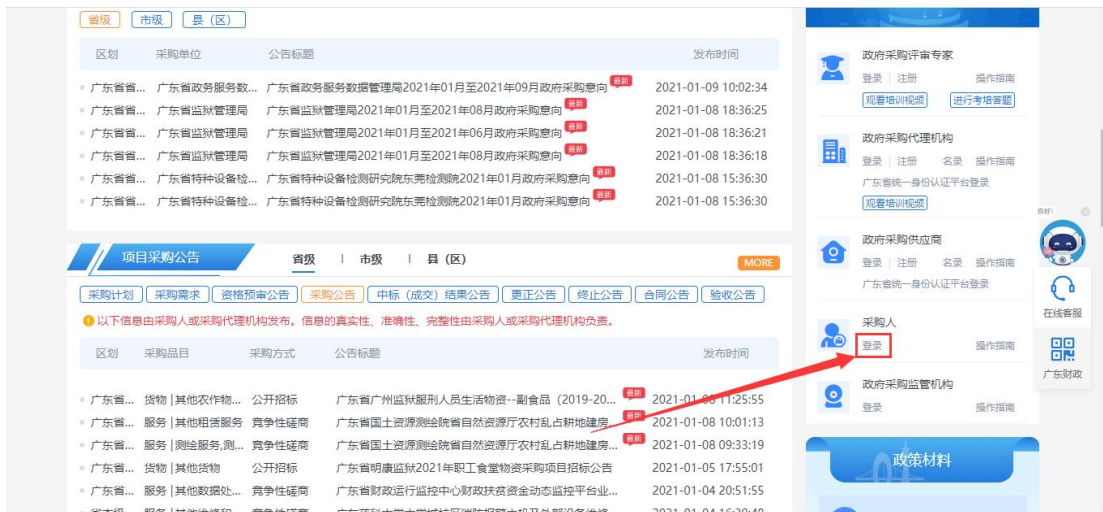 省级 市级 县（区）
区划 采购单位 公告标题 发布时间
广东省省... 广东省政务服务数... 广东省政务服务数据管理局2021年01月至2021年09月政府采购意向 最新 2021-01-09 10:02:34
广东省省... 广东省监狱管理局 广东省监狱管理局2021年01月至2021年08月政府采购意向 最新 2021-01-08 18:36:25
广东省省... 广东省监狱管理局 广东省监狱管理局2021年01月至2021年06月政府采购意向 最新 2021-01-08 18:36:21
广东省省... 广东省监狱管理局 广东省监狱管理局2021年01月至2021年08月政府采购意向 最新 2021-01-08 18:36:18
广东省省... 广东省特种设备检... 广东省特种设备检测研究院东莞检测院2021年01月政府采购意向 最新 2021-01-08 15:36:30
广东省省... 广东省特种设备检... 广东省特种设备检测研究院东莞检测院2021年01月政府采购意向 最新 2021-01-08 15:36:30
项目采购公告 省级 市级 县（区） MORE
采购计划 采购需求 资格预审公告 采购公告 中标（成交）结果公告 更正公告 终止公告 合同公告 验收公告
以下信息由采购人或采购代理机构发布。信息的真实性、准确性、完整性由采购人或采购代理机构负责。
区划 采购品目 采购方式 公告标题 发布时间
广东省... 货物|其他农作物... 公开招标 广东省广州监狱服刑人员生活物资--副食品（2019-20... 最新 2021-01-08 11:25:55
广东省... 服务|其他租赁服务 竞争性磋商 广东省国土资源测绘院省自然资源厅农村乱占耕地建房... 最新 2021-01-08 10:01:13
广东省... 服务|测绘服务,测... 竞争性磋商 广东省国土资源测绘院省自然资源厅农村乱占耕地建房... 最新 2021-01-08 09:33:19
广东省... 货物|其他货物 公开招标 广东省明康监狱2021年职工食堂物资采购项目招标公告 2021-01-05 17:55:01
广东省... 服务|其他数据处... 竞争性磋商 广东省财政运行监控中心财政扶贫资金动态监控平台业... 2021-01-04 20:51:55
政府采购评审专家
登录 | 注册 操作指南
观看培训视频 进行考培答题
政府采购代理机构
登录 | 注册 名录 操作指南
广东省统一身份认证平台登录
观看培训视频
政府采购供应商
登录 | 注册 名录 操作指南
广东省统一身份认证平台登录
采购人
登录 操作指南
政府采购监管机构
登录 操作指南
政策材料
你好!
在线客服
广东财政